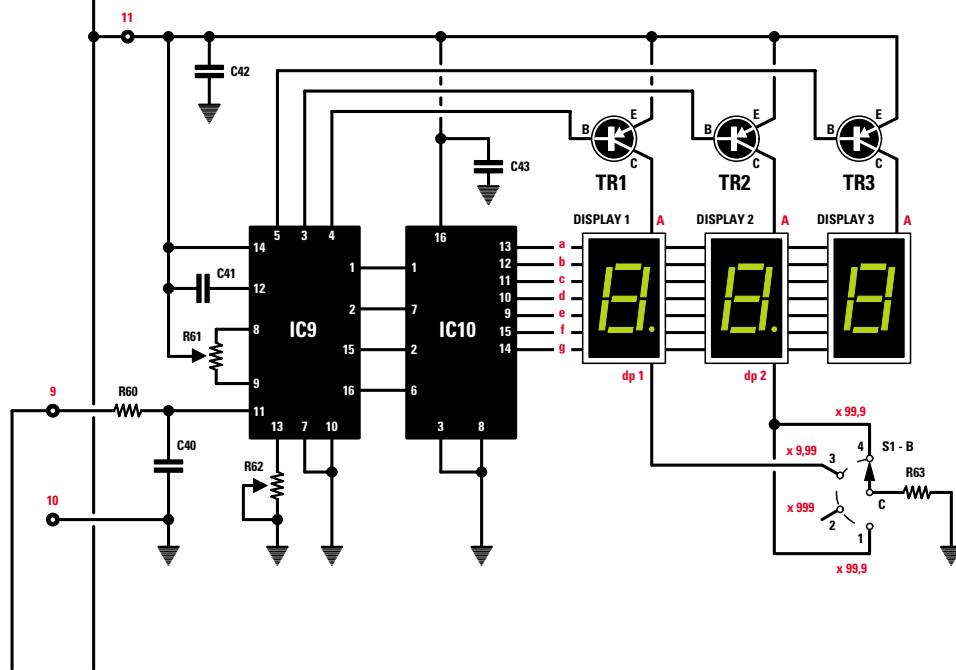 11
C42
E
B
C
TR1
E
B
C
TR2
E
B
C
TR3
C43
DISPLAY 1
A
DISPLAY 2
A
DISPLAY 3
A
5
3
4
14
12
8
9
11
13
7
10
1
2
15
16
IC9
16
1
7
2
6
3
8
13
12
11
10
9
15
14
IC10
a
b
c
d
e
f
g
8.
8.
8
dp 1
dp 2
C41
R61
9
R60
C40
R62
10
x 99,9
x 9,99
x 999
x 99,9
4
3
2
1
C
S1 - B
R63